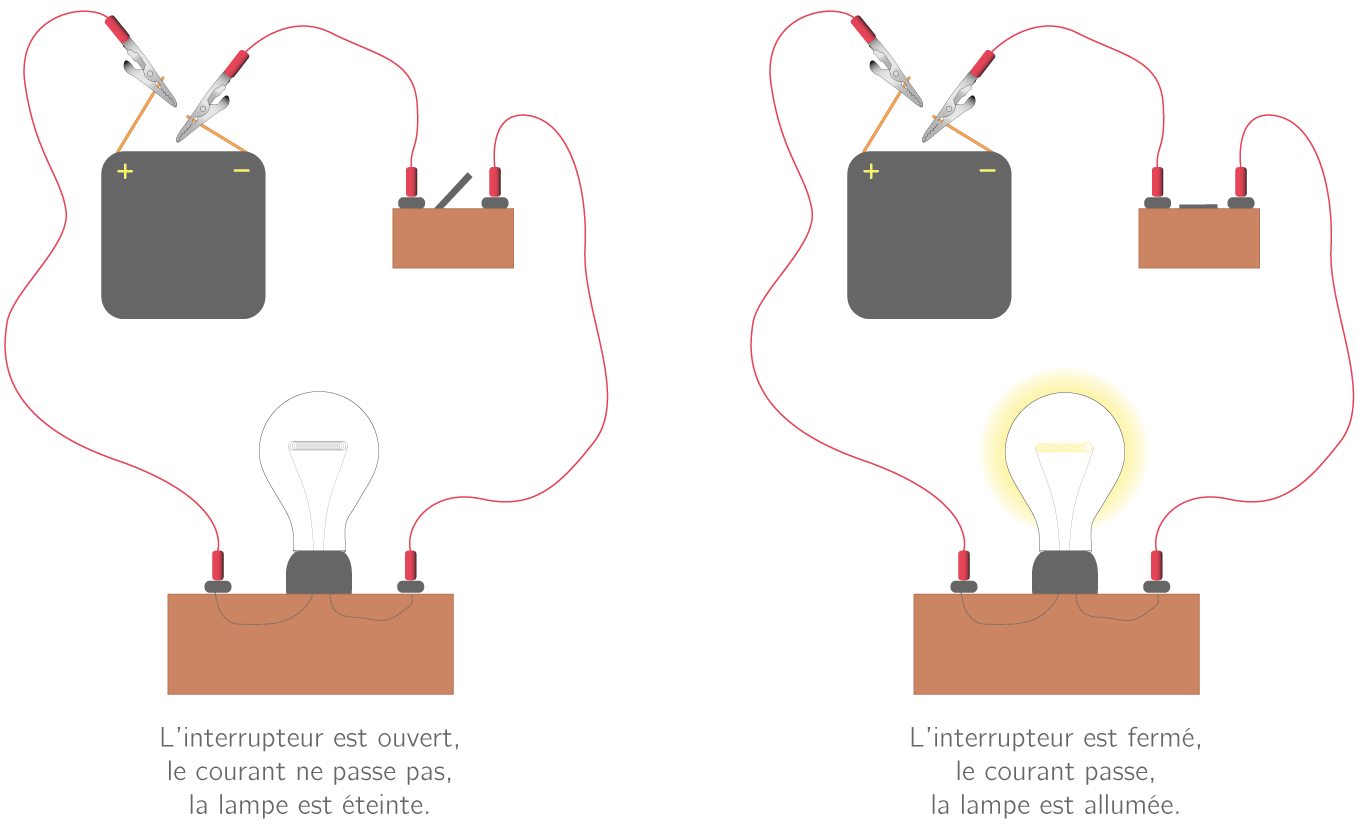 + −
+ −
L'interrupteur est ouvert,
le courant ne passe pas,
la lampe est éteinte.
L'interrupteur est fermé,
le courant passe,
la lampe est allumée.